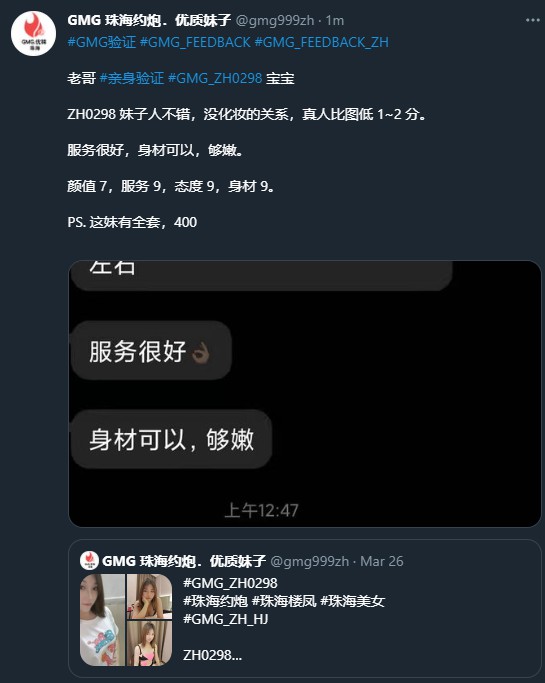 GMG 珠海约炮．优质妹子 @gmg999zh · 1m
GMG.优精
#GMG验证 #GMG_FEEDBACK #GMG_FEEDBACK_ZH
老哥 #亲身验证 #GMG_ZH0298 宝宝
ZH0298 妹子人不错，没化妆的关系，真人比图低 1~2 分。
服务很好，身材可以，够嫩。
颜值 7，服务 9，态度 9，身材 9。
PS. 这妹有全套，400
左右
服务很好👌🏿
身材可以，够嫩
上午12:47
GMG 珠海约炮．优质妹子 @gmg999zh · Mar 26
#GMG_ZH0298
#珠海约炮 #珠海楼凤 #珠海美女
#GMG_ZH_HJ
ZH0298...